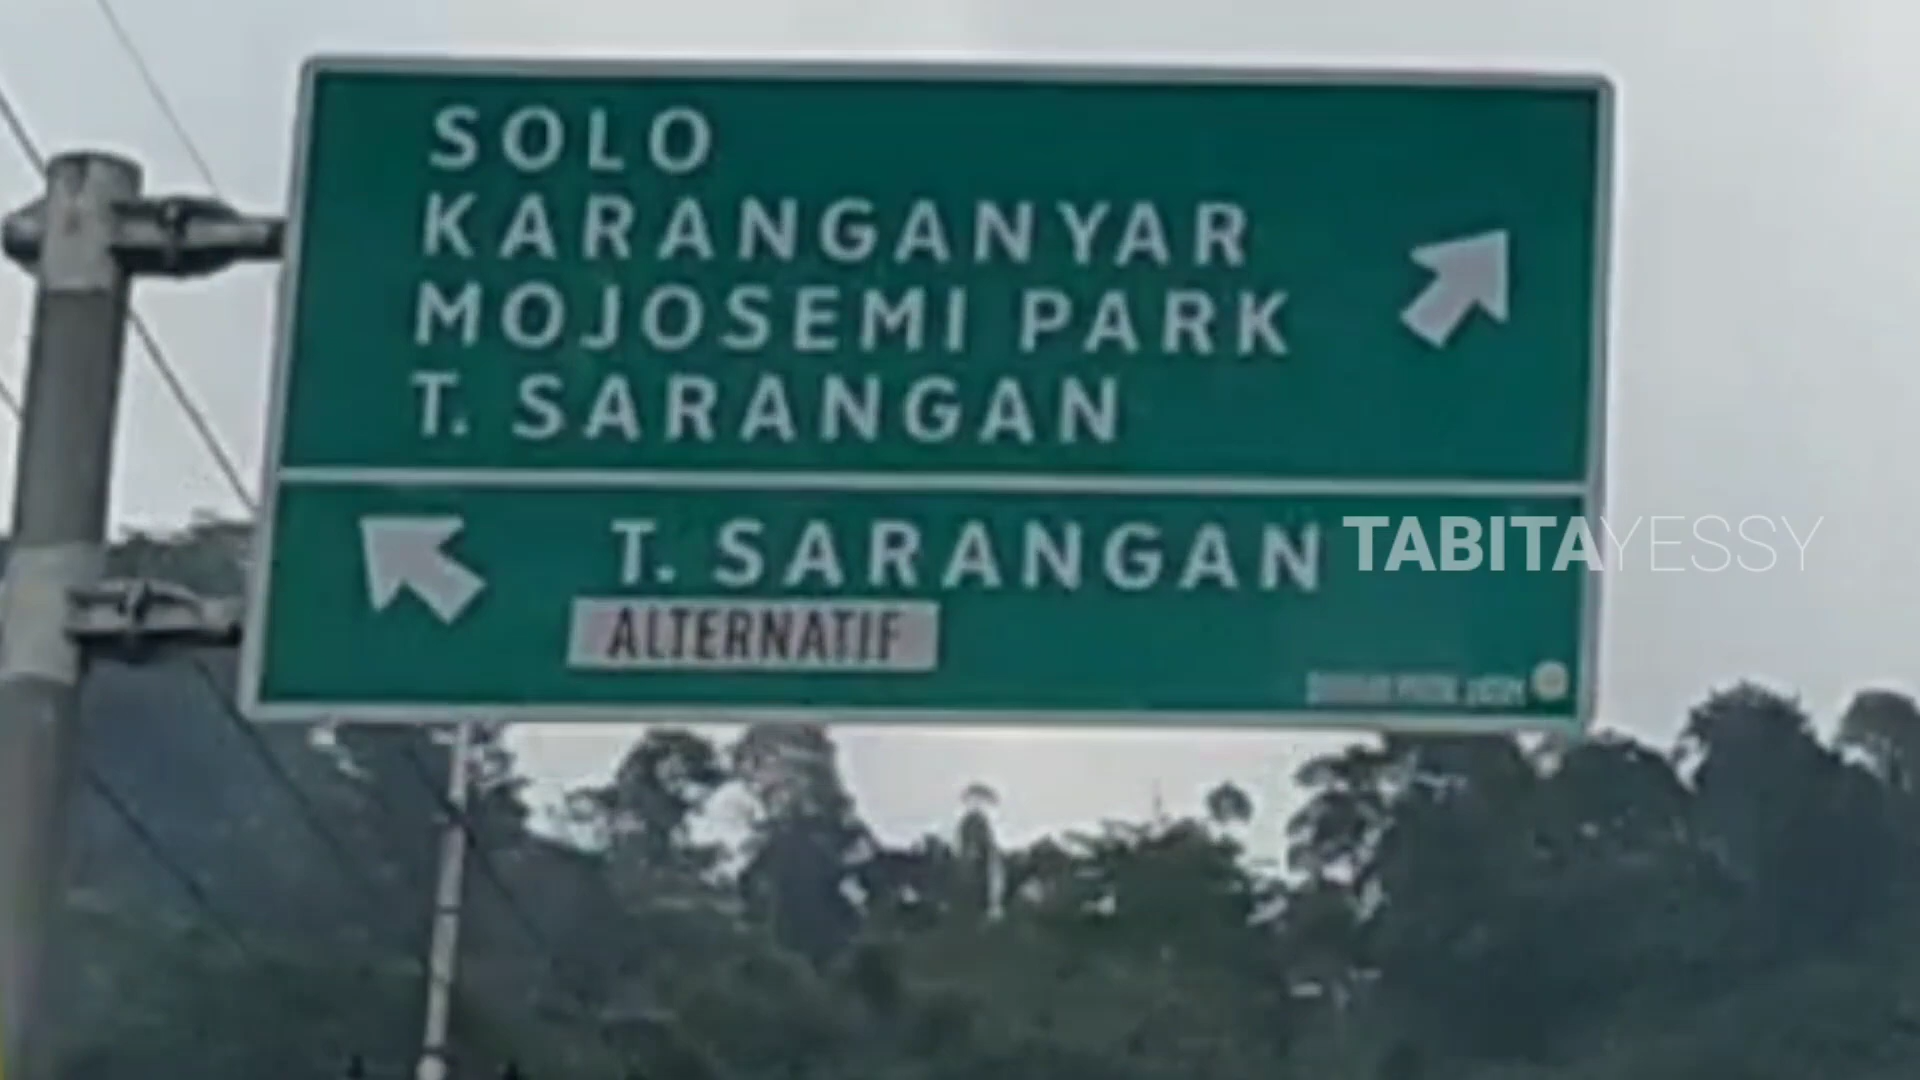 SOLO
KARANGANYAR
MOJOSEMI PARK
T. SARANGAN
T. SARANGAN
ALTERNATIF
TABITAYESSY